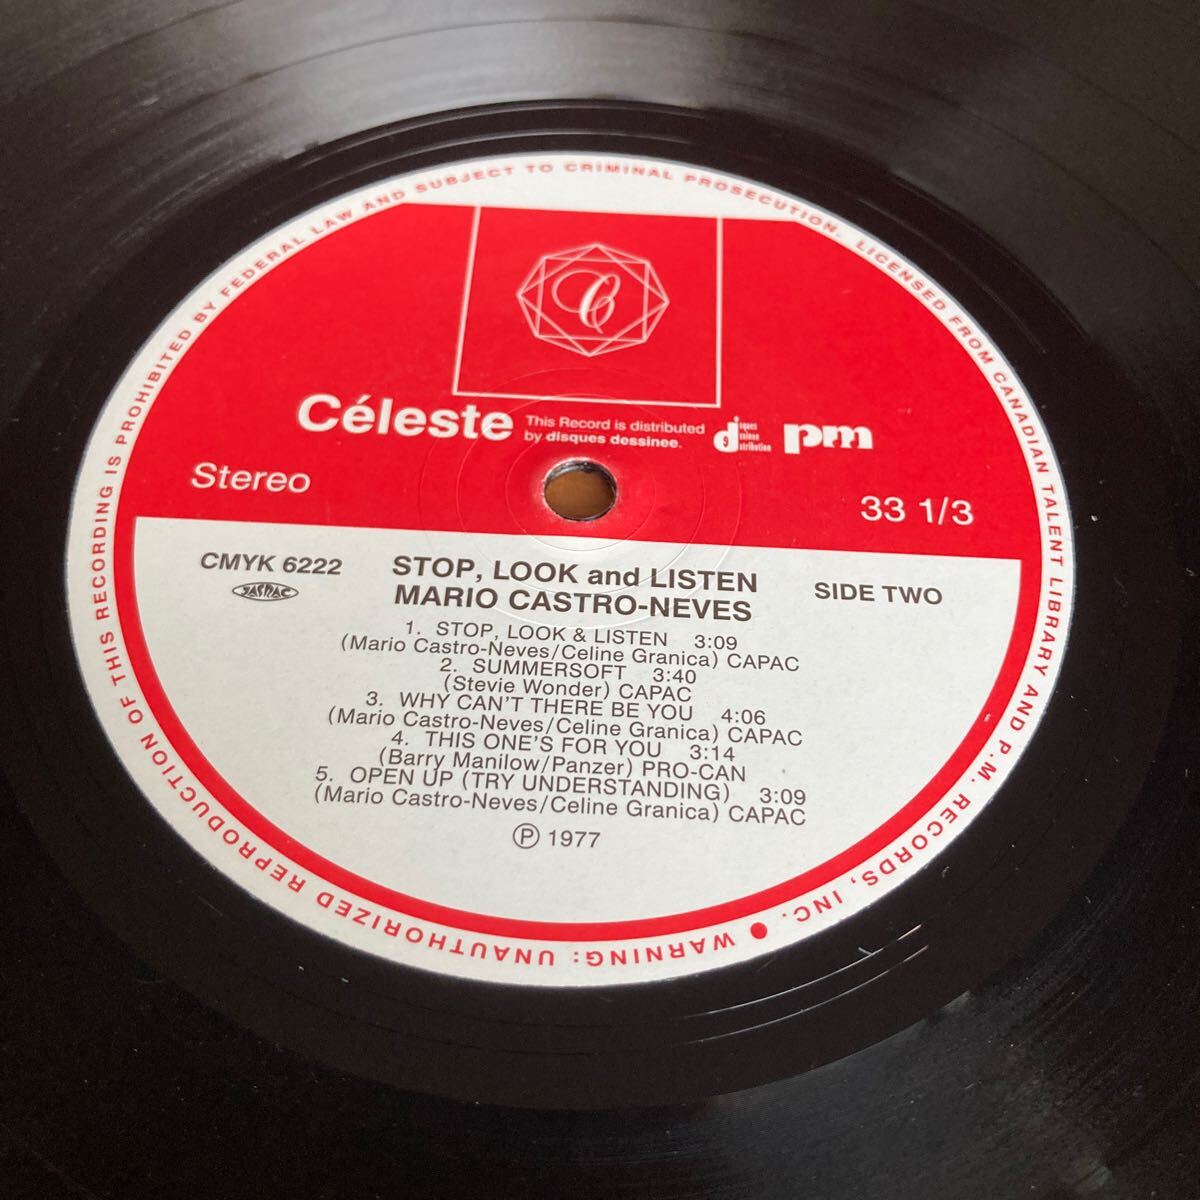 WARNING: UNAUTHORIZED REPRODUCTION OF THIS RECORDING IS PROHIBITED BY FEDERAL LAW AND SUBJECT TO CRIMINAL PROSECUTION. LICENSED FROM CANADIAN TALENT LIBRARY AND P.M. RECORDS, INC. ●
C
Céleste
This Record is distributed
by disques dessinee.
disques
dessinee
distribution
pm
Stereo
33 1/3
CMYK 6222
JASRAC
STOP, LOOK and LISTEN
MARIO CASTRO-NEVES
SIDE TWO
1. STOP, LOOK & LISTEN 3:09
(Mario Castro-Neves/Celine Granica) CAPAC
2. SUMMERSOFT 3:40
(Stevie Wonder) CAPAC
3. WHY CAN'T THERE BE YOU 4:06
(Mario Castro-Neves/Celine Granica) CAPAC
4. THIS ONE'S FOR YOU 3:14
(Barry Manilow/Panzer) PRO-CAN
5. OPEN UP (TRY UNDERSTANDING) 3:09
(Mario Castro-Neves/Celine Granica) CAPAC
Ⓟ 1977